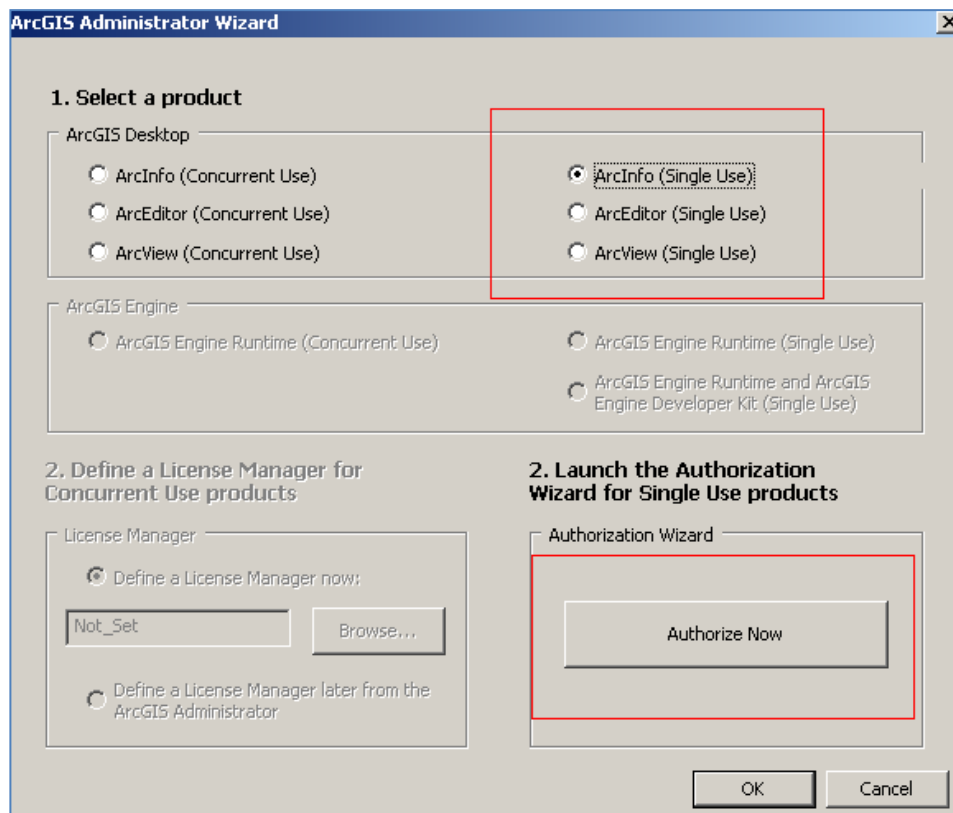 ArcGIS Administrator Wizard
1. Select a product
ArcGIS Desktop
ArcInfo (Concurrent Use)
ArcInfo (Single Use)
ArcEditor (Concurrent Use)
ArcEditor (Single Use)
ArcView (Concurrent Use)
ArcView (Single Use)
ArcGIS Engine
ArcGIS Engine Runtime (Concurrent Use)
ArcGIS Engine Runtime (Single Use)
ArcGIS Engine Runtime and ArcGIS
Engine Developer Kit (Single Use)
2. Define a License Manager for
Concurrent Use products
License Manager
Define a License Manager now:
Not_Set
Browse...
Define a License Manager later from the
ArcGIS Administrator
2. Launch the Authorization
Wizard for Single Use products
Authorization Wizard
Authorize Now
OK
Cancel